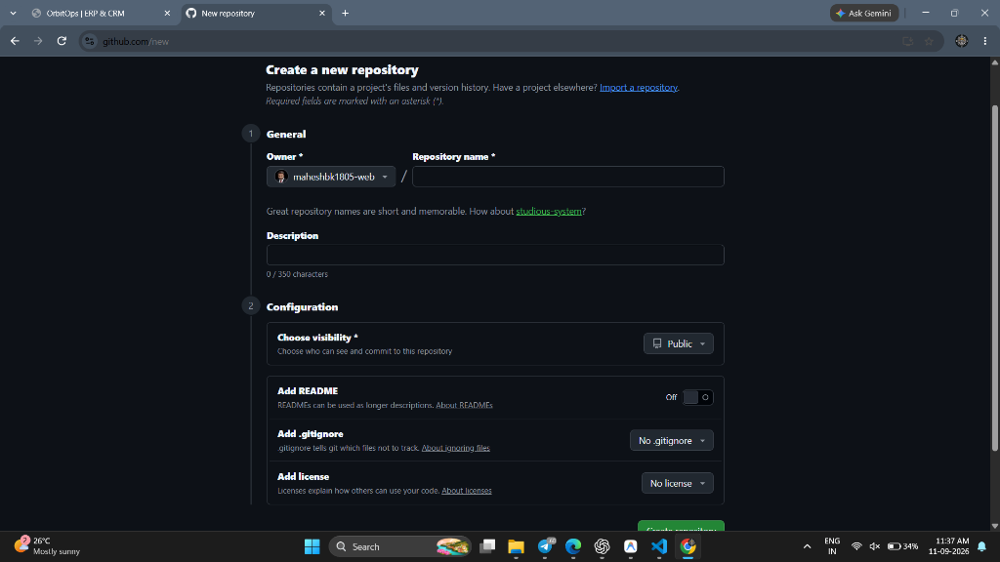 OrbitOps | ERP & CRM
New repository
Ask Gemini
github.com/new
Create a new repository
Repositories contain a project's files and version history. Have a project elsewhere? Import a repository.
Required fields are marked with an asterisk (*).
1 General
Owner * Repository name *
maheshbk1805-web /
Great repository names are short and memorable. How about studious-system?
Description
0 / 350 characters
2 Configuration
Choose visibility * Public
Choose who can see and commit to this repository
Add README Off
READMEs can be used as longer descriptions. About READMEs
Add .gitignore No .gitignore
.gitignore tells git which files not to track. About ignoring files
Add license No license
Licenses explain how others can use your code. About licenses
Create repository
2
26°C
Mostly sunny
Search
ENG
IN
34%
11:37 AM
11-09-2026